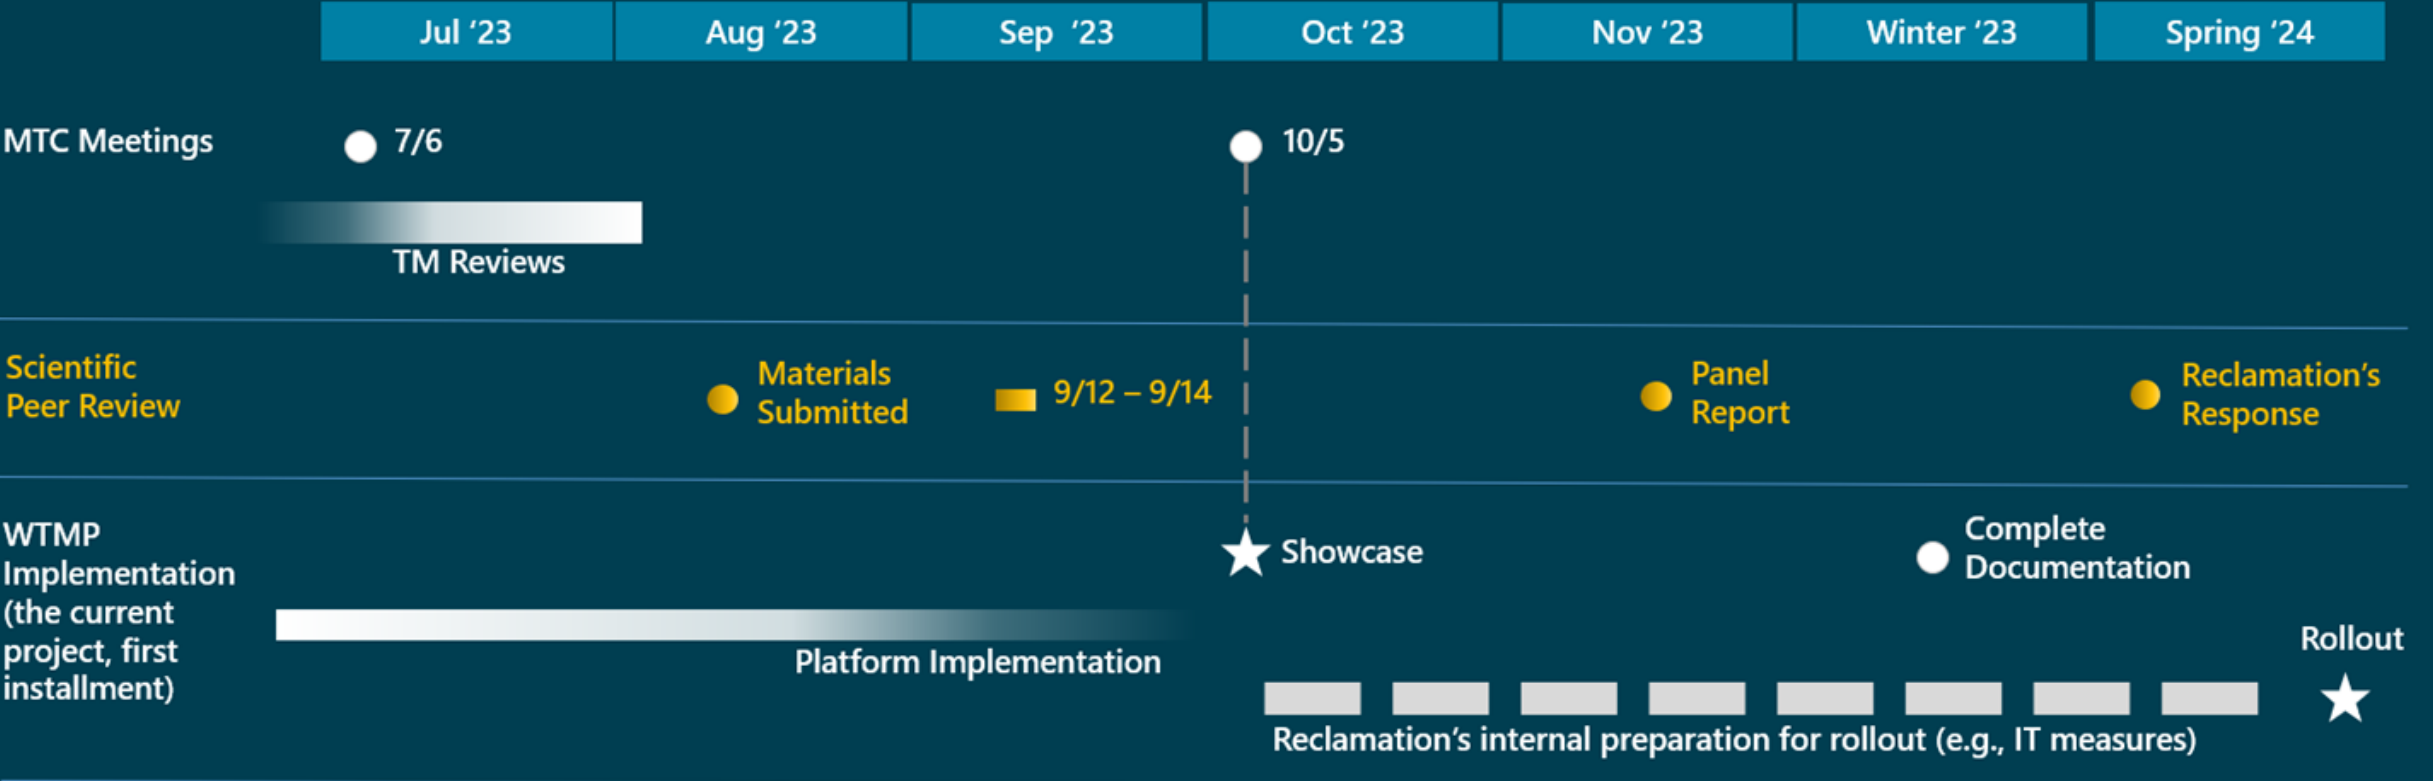 Jul ‘23
Aug ‘23
Sep ‘23
Oct ‘23
Nov ‘23
Winter ‘23
Spring ‘24
MTC Meetings
7/6
10/5
TM Reviews
Scientific
Peer Review
Materials
Submitted
9/12 – 9/14
Panel
Report
Reclamation’s
Response
WTMP
Implementation
(the current
project, first
installment)
Showcase
Complete
Documentation
Platform Implementation
Rollout
Reclamation’s internal preparation for rollout (e.g., IT measures)